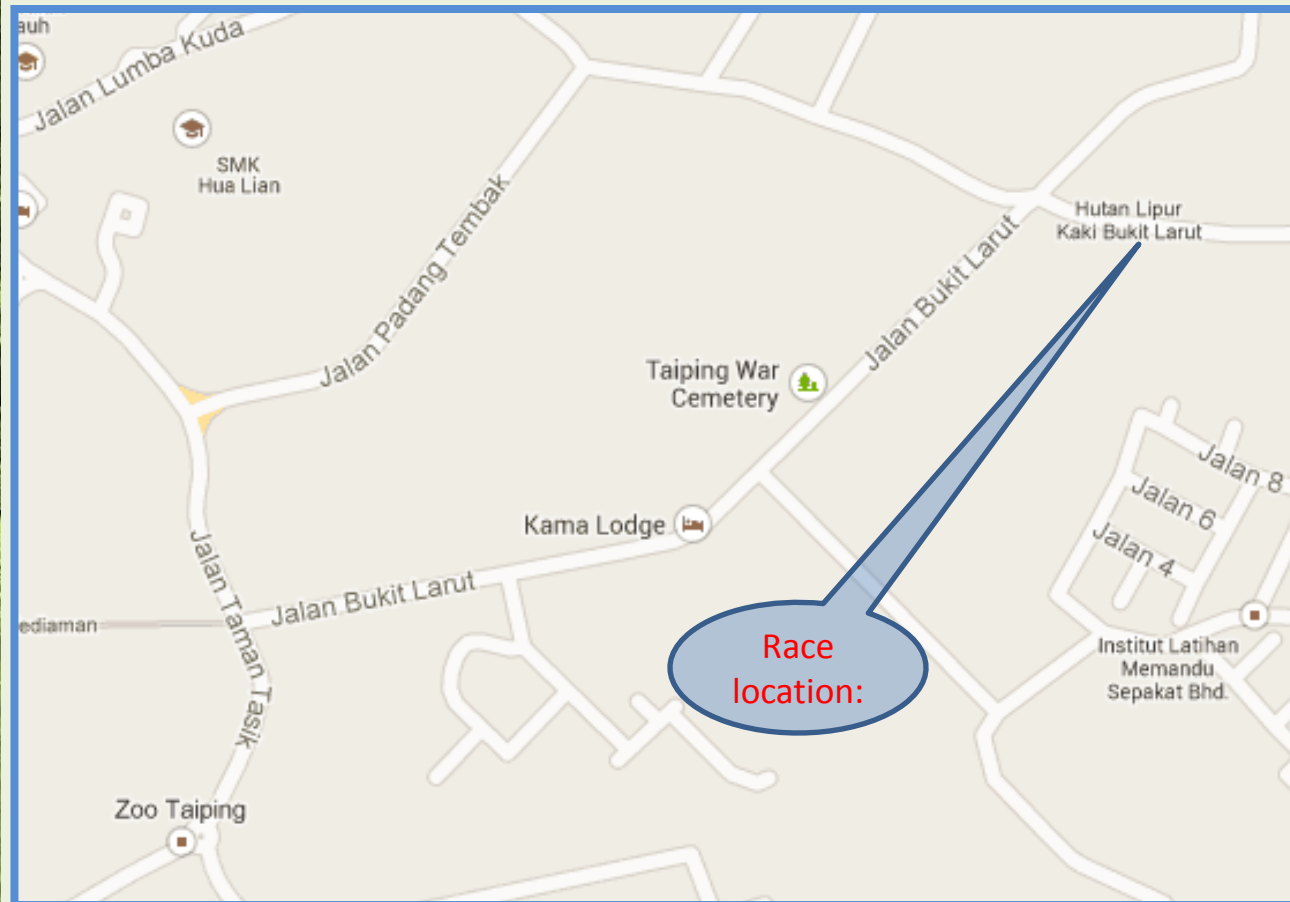 Jalan Lumba Kuda
SMK
Hua Lian
Hutan Lipur
Kaki Bukit Larut
Jalan Padang Tembak
Jalan Bukit Larut
Taiping War
Cemetery
Jalan 8
Jalan 6
Jalan 4
Kama Lodge
Jalan Taman Tasik
Jalan Bukit Larut
ediaman
Race
location:
Institut Latihan
Memandu
Sepakat Bhd.
Zoo Taiping